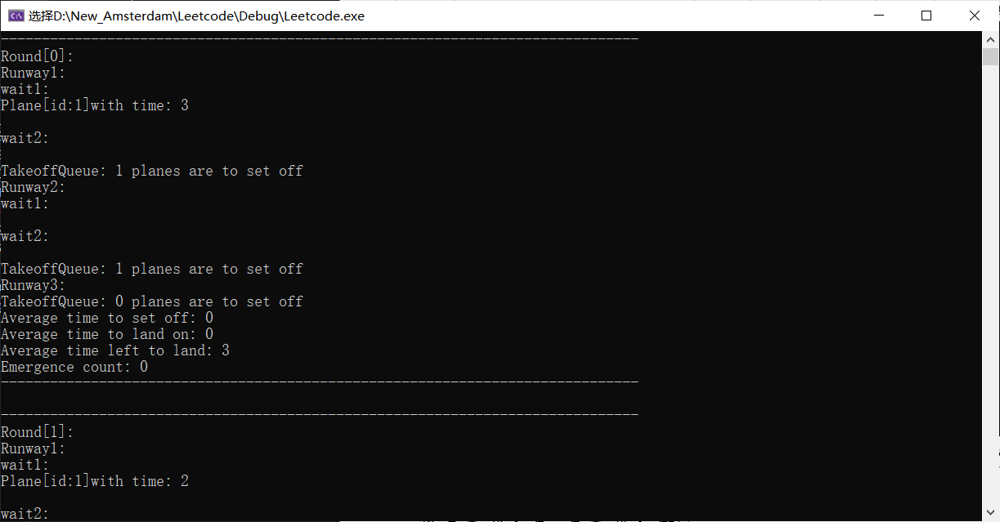 选择D:\New_Amsterdam\Leetcode\Debug\Leetcode.exe
------------------------------------------------------------------------------
Round[0]:
Runway1:
wait1:
Plane[id:1]with time: 3
wait2:
TakeoffQueue: 1 planes are to set off
Runway2:
wait1:
wait2:
TakeoffQueue: 1 planes are to set off
Runway3:
TakeoffQueue: 0 planes are to set off
Average time to set off: 0
Average time to land on: 0
Average time left to land: 3
Emergence count: 0
------------------------------------------------------------------------------
------------------------------------------------------------------------------
Round[1]:
Runway1:
wait1:
Plane[id:1]with time: 2
wait2: